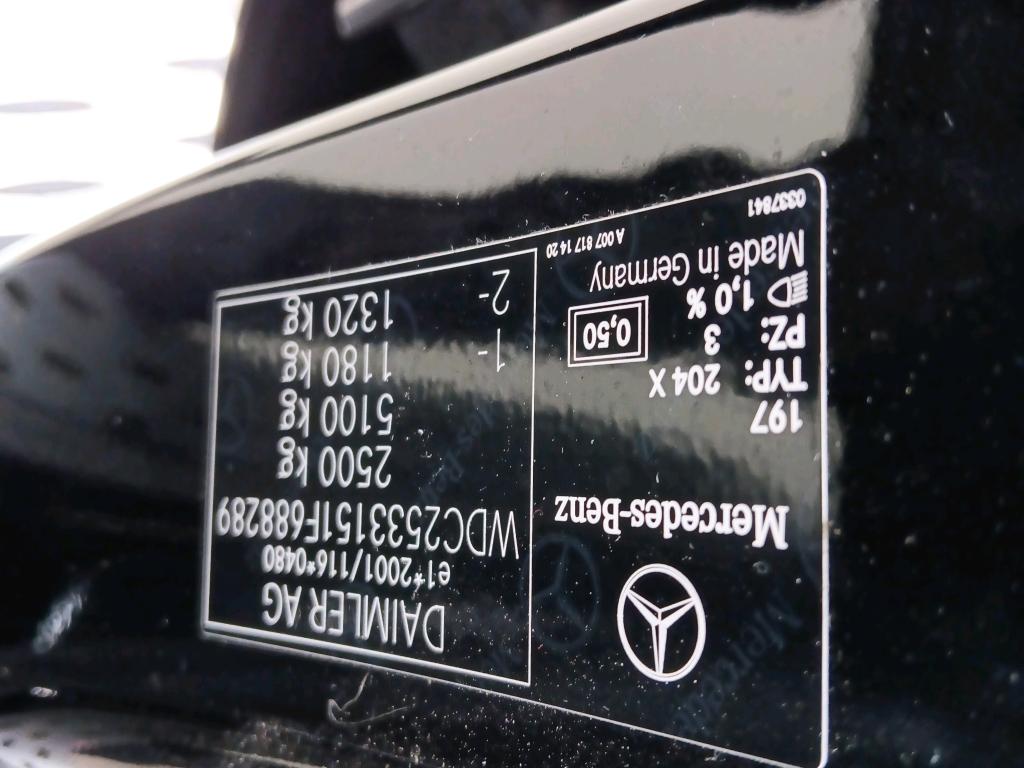 DAIMLER AG
e1*2001/116*0480
WDC2533151F688289
2500 kg
5100 kg
1- 1180 kg
2- 1320 kg
Mercedes-Benz
197
TYP: 204 X
PZ: 3
0,50
1,0 %
Made in Germany
A 007 817 14 20
0337841